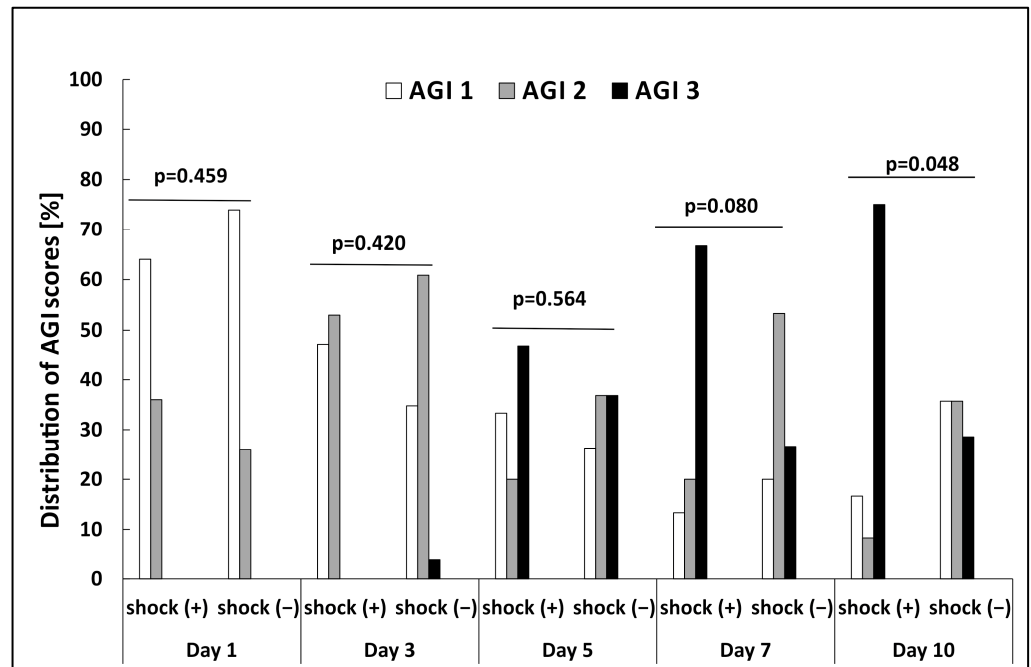 AGI 1 AGI 2 AGI 3
Distribution of AGI scores [%]
100
90
80
70
60
50
40
30
20
10
0
p=0.459
p=0.420
p=0.564
p=0.080
p=0.048
shock (+) shock (−) shock (+) shock (−) shock (+) shock (−) shock (+) shock (−) shock (+) shock (−)
Day 1 Day 3 Day 5 Day 7 Day 10